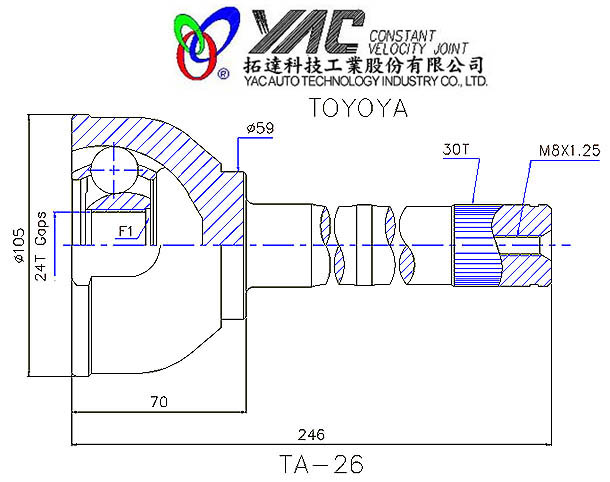 YAC CONSTANT
VELOCITY JOINT
拓達科技工業股份有限公司
®
YAC AUTO TECHNOLOGY INDUSTRY CO., LTD.
TOYOYA
ø59
30T
M8X1.25
F1
24T Gaps
ø105
70
246
TA-26